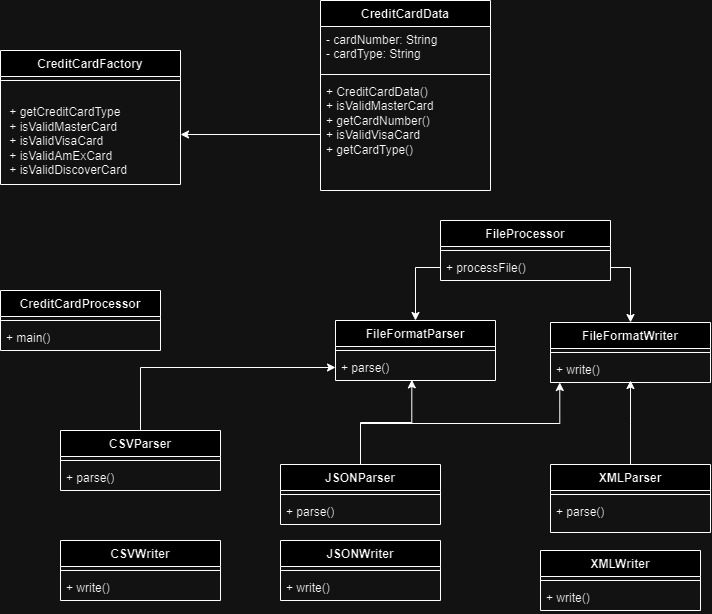 CreditCardData
- cardNumber: String
- cardType: String
+ CreditCardData()
+ isValidMasterCard
+ getCardNumber()
+ isValidVisaCard
+ getCardType()
CreditCardFactory
+ getCreditCardType
+ isValidMasterCard
+ isValidVisaCard
+ isValidAmExCard
+ isValidDiscoverCard
FileProcessor
+ processFile()
CreditCardProcessor
+ main()
FileFormatParser
+ parse()
FileFormatWriter
+ write()
CSVParser
+ parse()
JSONParser
+ parse()
XMLParser
+ parse()
CSVWriter
+ write()
JSONWriter
+ write()
XMLWriter
+ write()